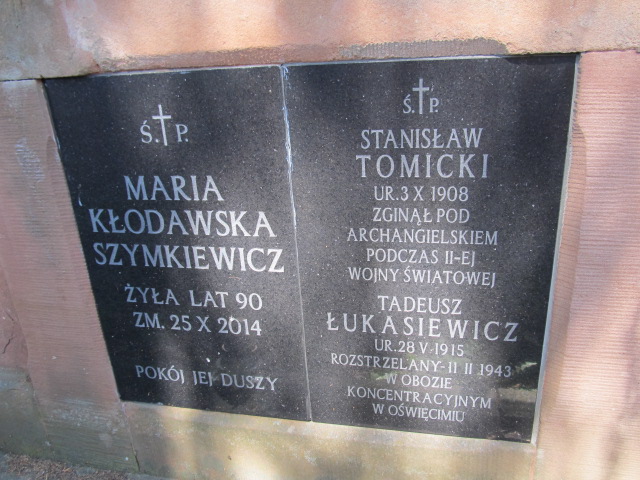 Ś.P.
MARIA
KŁODAWSKA
SZYMKIEWICZ
ŻYŁA LAT 90
ZM. 25 X 2014
POKÓJ JEJ DUSZY
Ś.P.
STANISŁAW
TOMICKI
UR. 3 X 1908
ZGINĄŁ POD
ARCHANGIELSKIEM
PODCZAS II-EJ
WOJNY ŚWIATOWEJ
TADEUSZ
ŁUKASIEWICZ
UR. 28 V 1915
ROZSTRZELANY-11 II 1943
W OBOZIE
KONCENTRACYJNYM
W OŚWIĘCIMIU